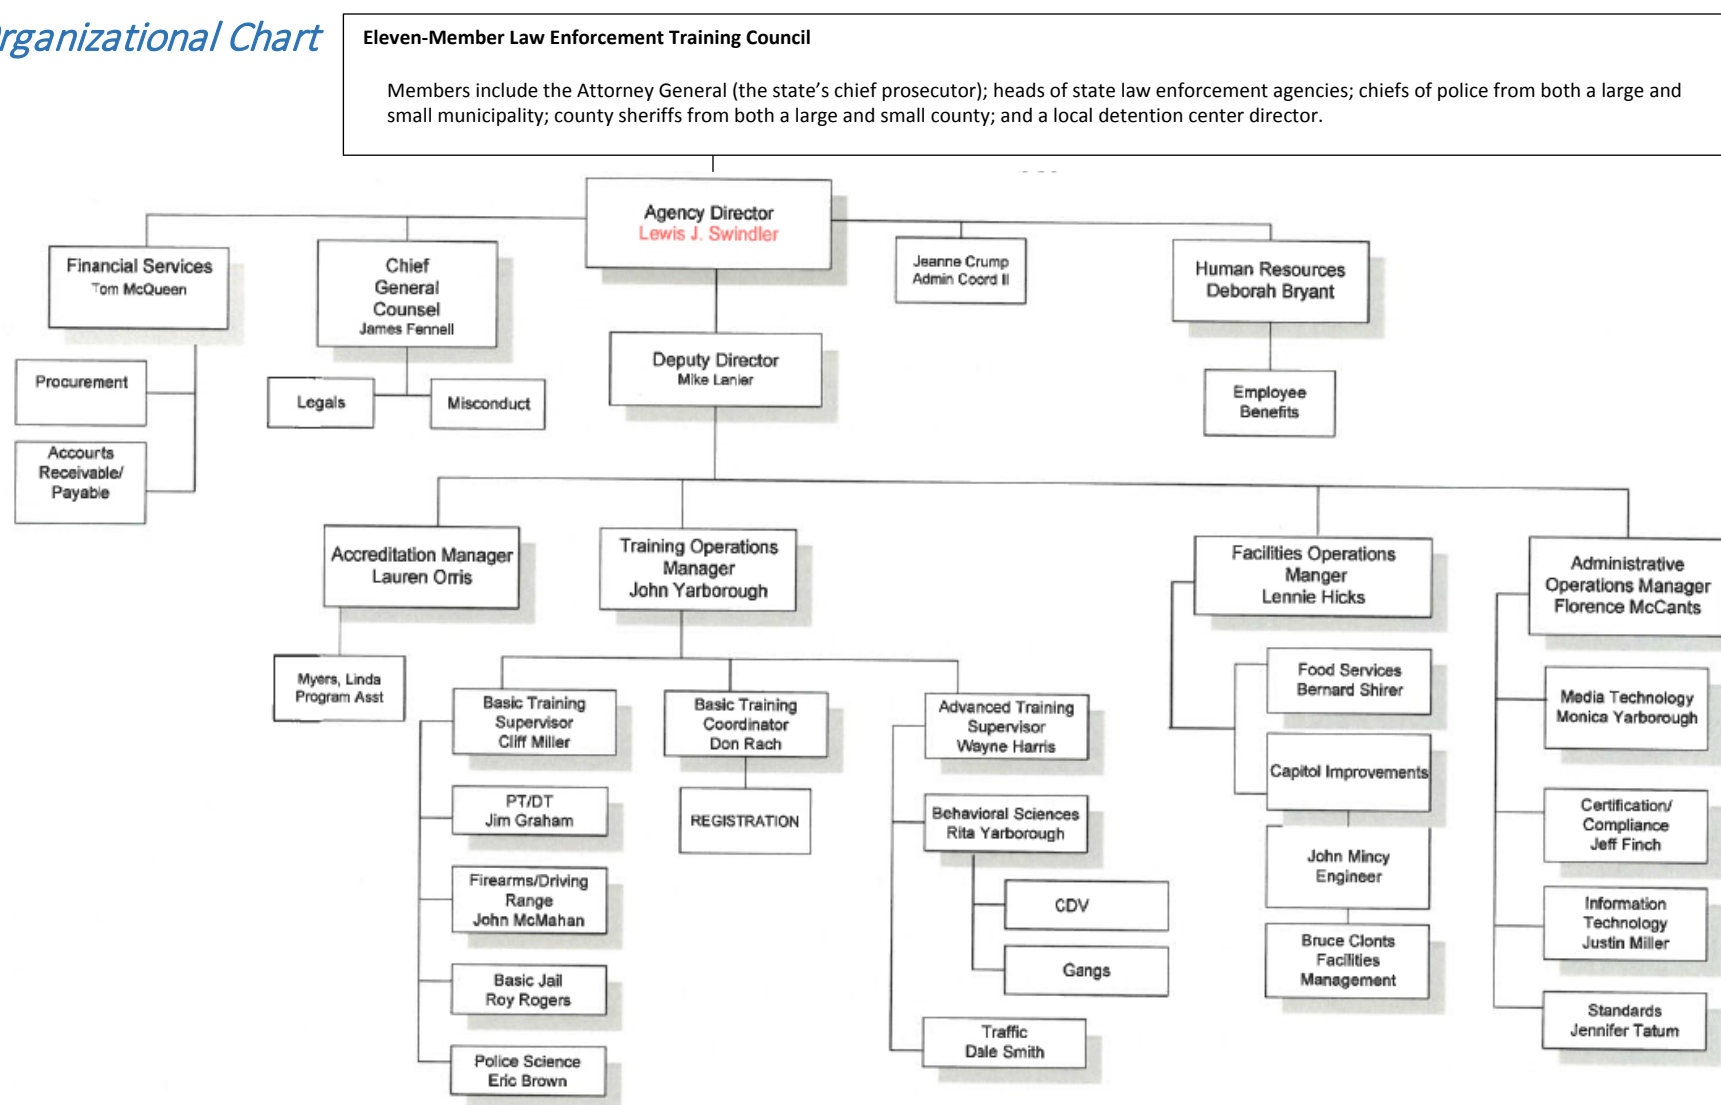 rganizational Chart
Eleven-Member Law Enforcement Training Council
Members include the Attorney General (the state's chief prosecutor); heads of state law enforcement agencies; chiefs of police from both a large and
small municipality; county sheriffs from both a large and small county; and a local detention center director.
Agency Director
Lewis J. Swindler
Financial Services
Tom McQueen
Chief
General
Counsel
James Fennell
Jeanne Crump
Admin Coord II
Human Resources
Deborah Bryant
Procurement
Accourts
Receivable/
Payable
Legals
Misconduct
Deputy Director
Mike Lanier
Employee
Benefits
Accreditation Manager
Lauren Orris
Training Operations
Manager
John Yarborough
Facilities Operations
Manger
Lennie Hicks
Administrative
Operations Manager
Florence McCants
Myers, Linda
Program Asst
Basic Training
Supervisor
Cliff Miller
Basic Training
Coordinator
Don Rach
Advanced Training
Supervisor
Wayne Harris
Food Services
Bernard Shirer
Media Technology
Monica Yarborough
PT/DT
Jim Graham
REGISTRATION
Behavioral Sciences
Rita Yarborough
Capitol Improvements
Certification/
Compliance
Jeff Finch
Firearms/Driving
Range
John McMahan
CDV
John Mincy
Engineer
Information
Technology
Justin Miller
Basic Jail
Roy Rogers
Gangs
Bruce Clonts
Facilities
Management
Standards
Jennifer Tatum
Police Science
Eric Brown
Traffic
Dale Smith